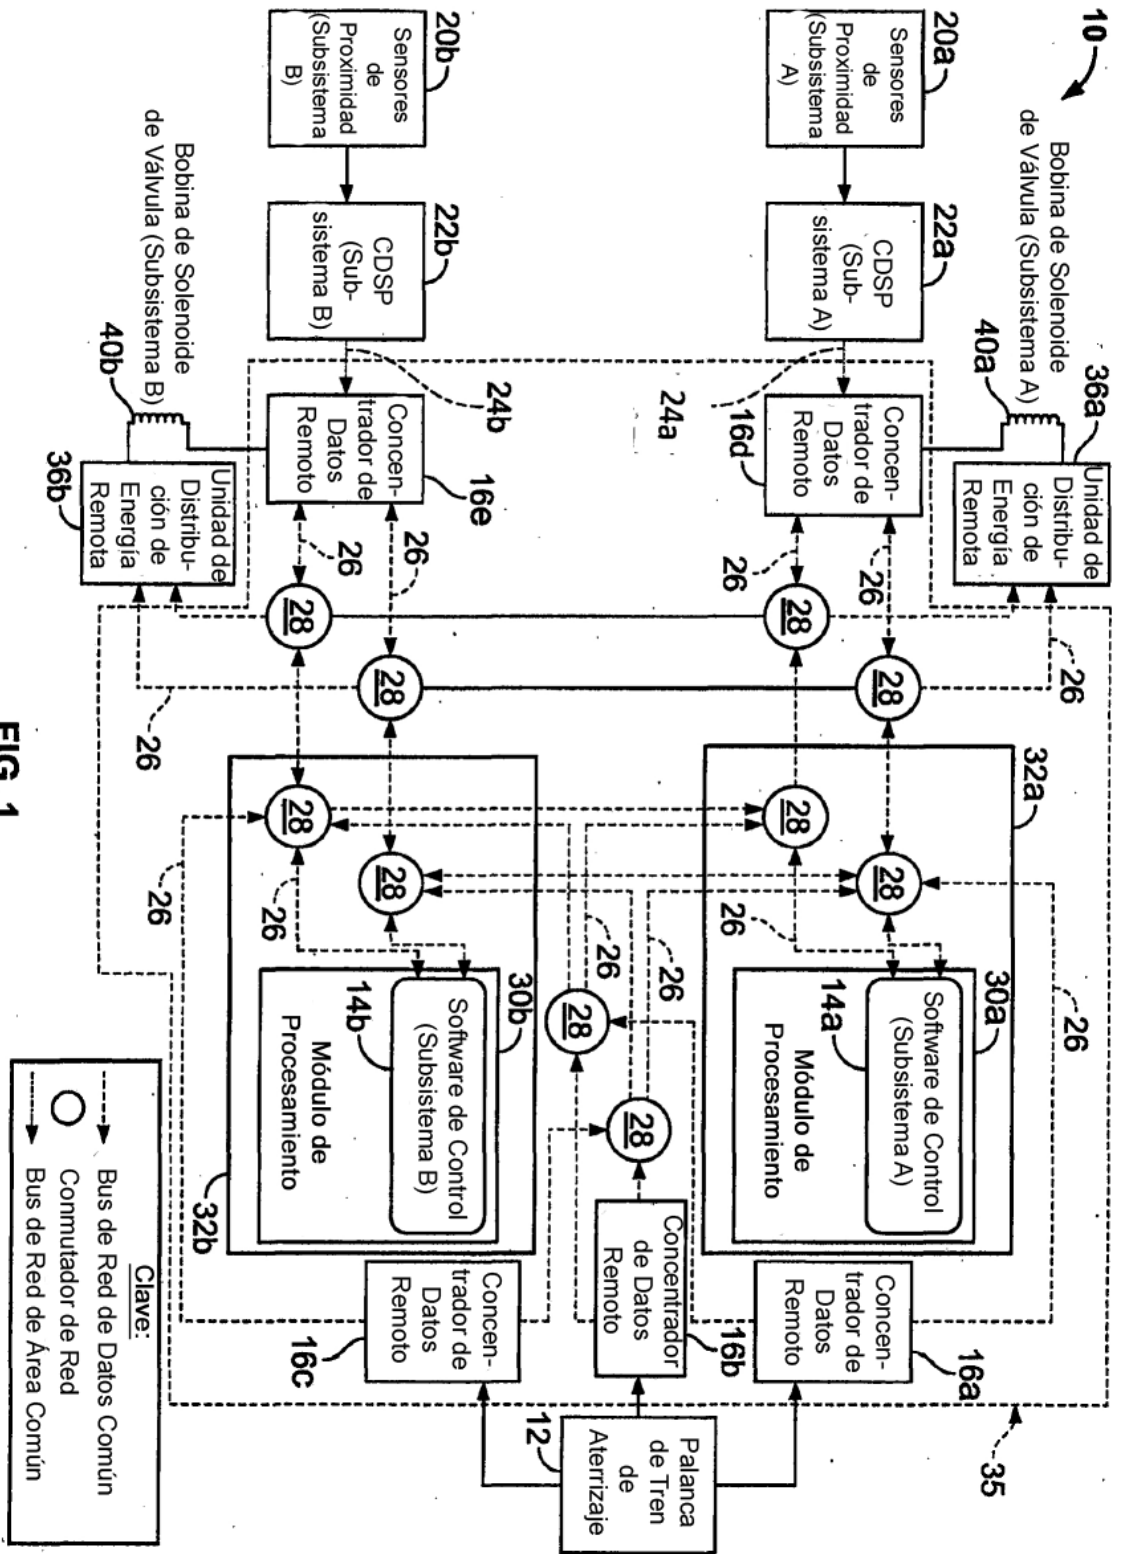 10
20a
Sensores
de
Proximidad
(Subsistema
A)
22a
CDSP
(Sub-
sistema A)
24a
Bobina de Solenoide
de Válvula (Subsistema A)
40a
36a
Unidad de
Distribu-
ción de
Energía
Remota
16d
Concen-
trador de
Datos
Remoto
26
26
26
28
28
32a
28
28
26
26
30a
Software de Control
(Subsistema A)
14a
Módulo de
Procesamiento
16a
Concen-
trador de
Datos
Remoto
35
26
26
28
28
16b
Concentrador
de Datos
Remoto
Palanca
de Tren
de
Aterrizaje
12
20b
Sensores
de
Proximidad
(Subsistema
B)
22b
CDSP
(Sub-
sistema B)
24b
16e
Concen-
trador de
Datos
Remoto
26
26
28
28
Bobina de Solenoide
de Válvula (Subsistema B)
40b
36b
Unidad de
Distribu-
ción de
Energía
Remota
26
28
28
26
26
30b
Software de Control
(Subsistema B)
14b
Módulo de
Procesamiento
32b
16c
Concen-
trador de
Datos
Remoto
Clave:
Bus de Red de Datos Común
Conmutador de Red
Bus de Red de Área Común
FIG. 1